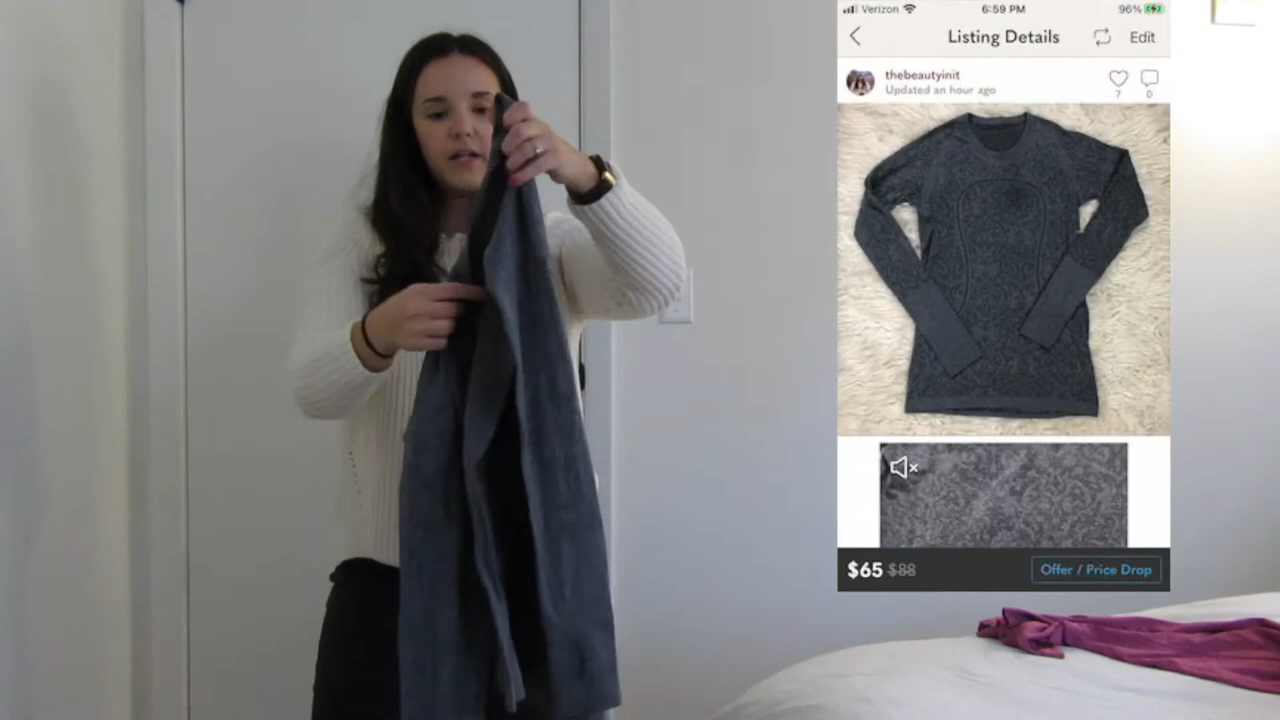 Verizon 6:59 PM 96%
Listing Details Edit
thebeautyinit
Updated an hour ago
7 0
$65 $88 Offer / Price Drop